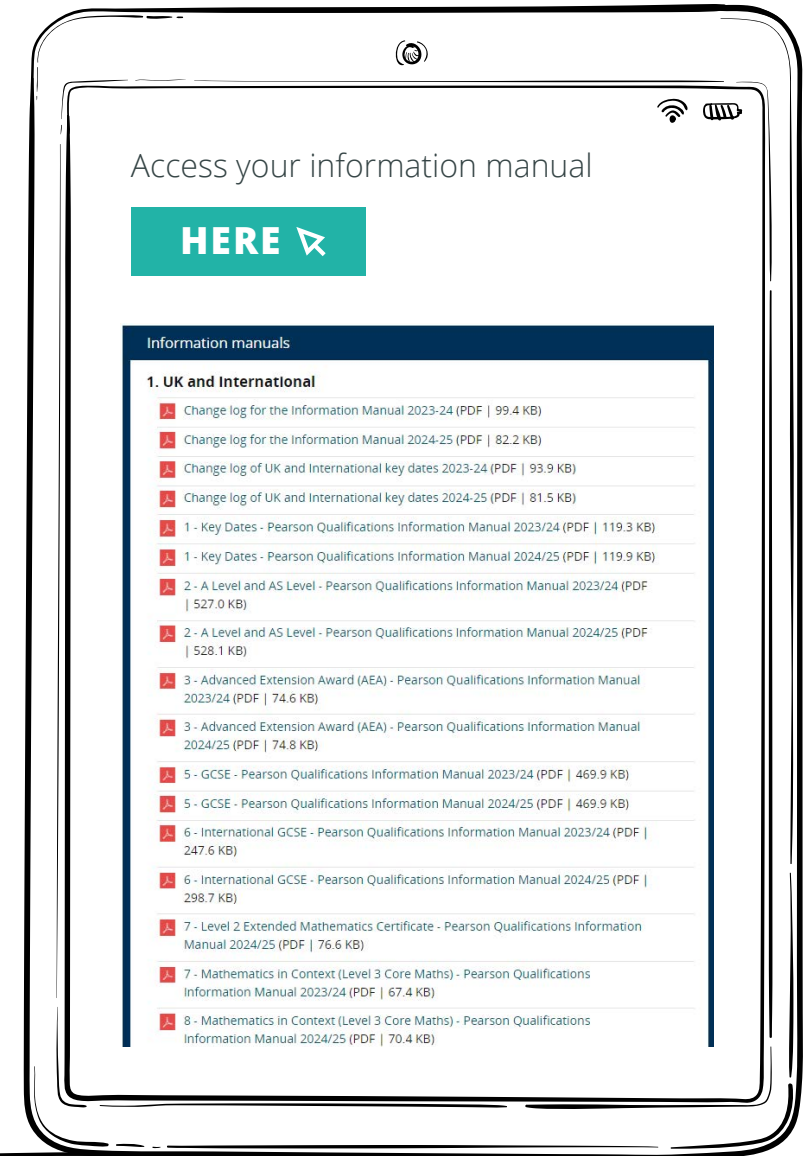 Access your information manual
HERE
Information manuals
1. UK and International
Change log for the Information Manual 2023-24 (PDF | 99.4 KB)
Change log for the Information Manual 2024-25 (PDF | 82.2 KB)
Change log of UK and International key dates 2023-24 (PDF | 93.9 KB)
Change log of UK and International key dates 2024-25 (PDF | 81.5 KB)
1 - Key Dates - Pearson Qualifications Information Manual 2023/24 (PDF | 119.3 KB)
1 - Key Dates - Pearson Qualifications Information Manual 2024/25 (PDF | 119.9 KB)
2 - A Level and AS Level - Pearson Qualifications Information Manual 2023/24 (PDF
| 527.0 KB)
2 - A Level and AS Level - Pearson Qualifications Information Manual 2024/25 (PDF
| 528.1 KB)
3 - Advanced Extension Award (AEA) - Pearson Qualifications Information Manual
2023/24 (PDF | 74.6 KB)
3 - Advanced Extension Award (AEA) - Pearson Qualifications Information Manual
2024/25 (PDF | 74.8 KB)
5 - GCSE - Pearson Qualifications Information Manual 2023/24 (PDF | 469.9 KB)
5 - GCSE - Pearson Qualifications Information Manual 2024/25 (PDF | 469.9 KB)
6 - International GCSE - Pearson Qualifications Information Manual 2023/24 (PDF |
247.6 KB)
6 - International GCSE - Pearson Qualifications Information Manual 2024/25 (PDF |
298.7 KB)
7 - Level 2 Extended Mathematics Certificate - Pearson Qualifications Information
Manual 2024/25 (PDF | 76.6 KB)
7 - Mathematics in Context (Level 3 Core Maths) - Pearson Qualifications
Information Manual 2023/24 (PDF | 67.4 KB)
8 - Mathematics in Context (Level 3 Core Maths) - Pearson Qualifications
Information Manual 2024/25 (PDF | 70.4 KB)